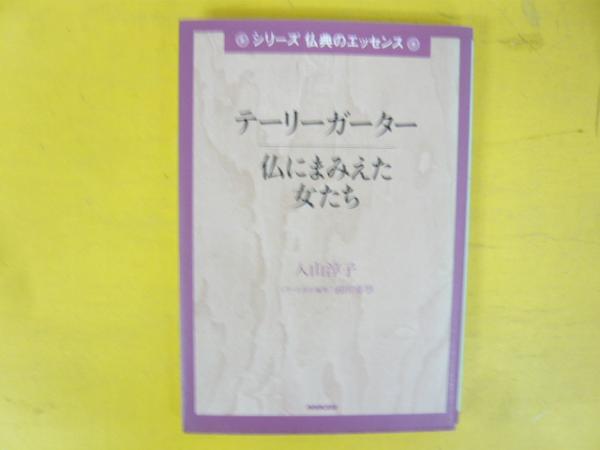 シリーズ 仏典のエッセンス
テーリーガーター
仏にまみえた
女たち
入山淳子